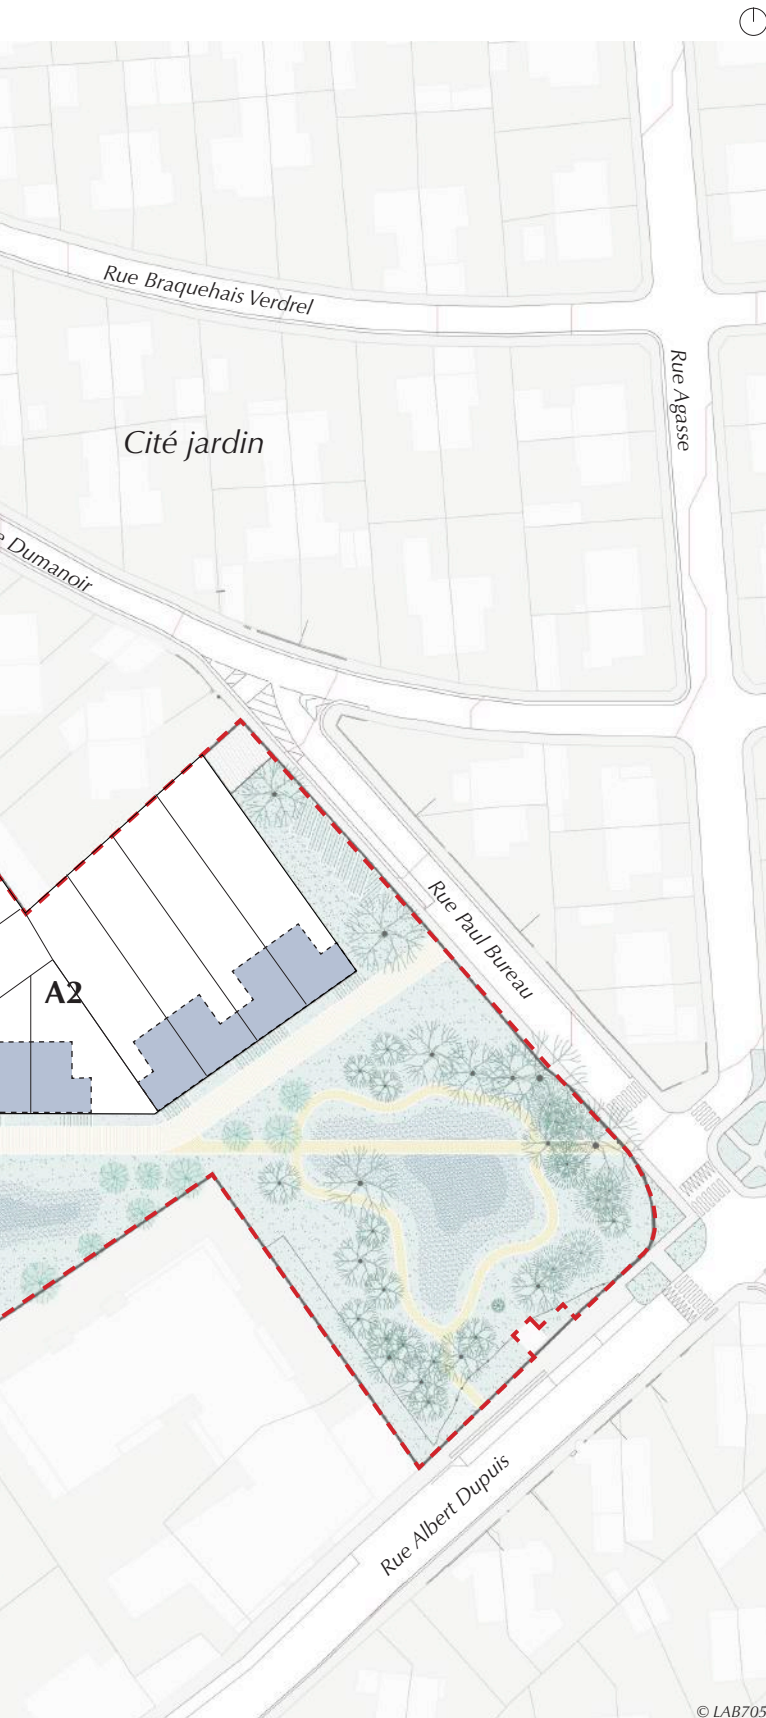 Rue Braquehais Verdrel
Rue Agasse
Cité jardin
Dumanoir
Rue Paul Bureau
A2
Rue Albert Dupuis
© LAB705